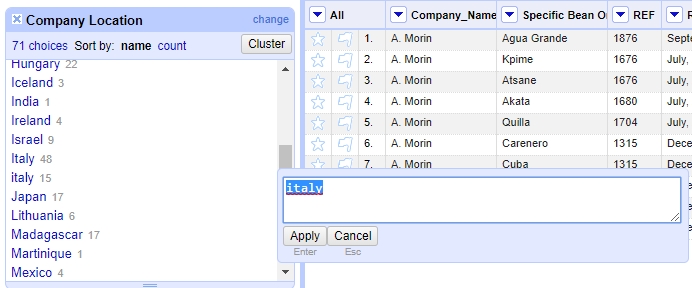 Company Location change
71 choices Sort by: name count Cluster
Hungary 22
Iceland 3
India 1
Ireland 4
Israel 9
Italy 48
italy 15
Japan 17
Lithuania 6
Madagascar 17
Martinique 1
Mexico 4
All Company_Name Specific Bean O REF
1. A. Morin Agua Grande 1876 Septe
2. A. Morin Kpime 1676 July,
3. A. Morin Atsane 1676 July,
4. A. Morin Akata 1680 July,
5. A. Morin Quilla 1704 July,
6. A. Morin Carenero 1315 Dece
7. A. Morin Cuba 1315 Dece
italy
Apply Cancel
Enter Esc